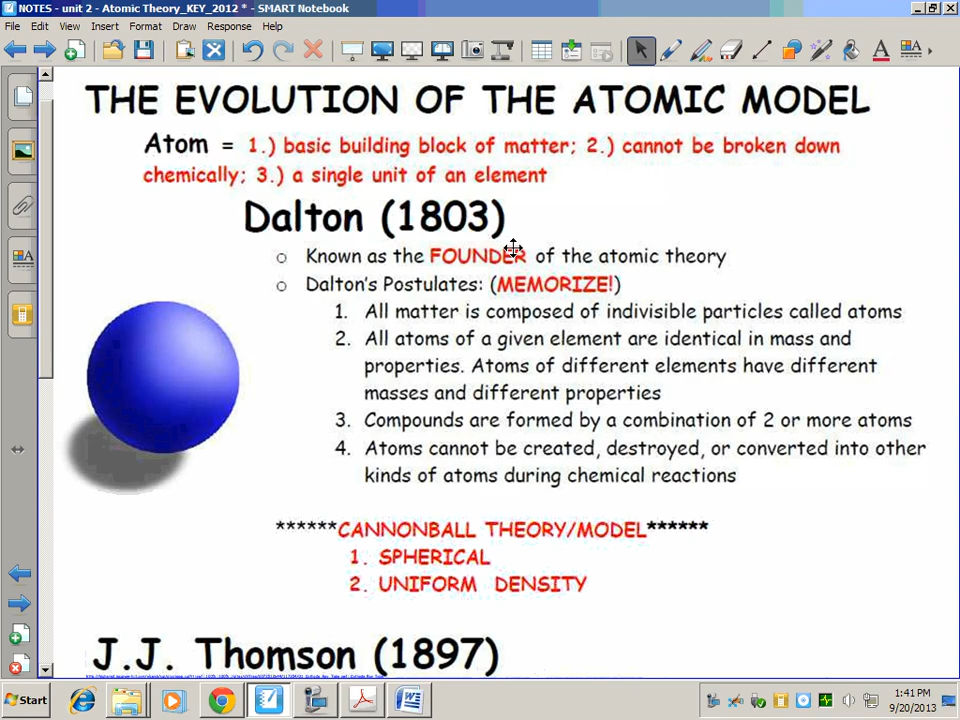 NOTES - unit 2 - Atomic Theory_KEY_2012 * - SMART Notebook
File Edit View Insert Format Draw Response Help
THE EVOLUTION OF THE ATOMIC MODEL
Atom = 1.) basic building block of matter; 2.) cannot be broken down
chemically; 3.) a single unit of an element
Dalton (1803)
o Known as the FOUNDER of the atomic theory
o Dalton's Postulates: (MEMORIZE!)
1. All matter is composed of indivisible particles called atoms
2. All atoms of a given element are identical in mass and
properties. Atoms of different elements have different
masses and different properties
3. Compounds are formed by a combination of 2 or more atoms
4. Atoms cannot be created, destroyed, or converted into other
kinds of atoms during chemical reactions
******CANNONBALL THEORY/MODEL******
1. SPHERICAL
2. UNIFORM DENSITY
J.J. Thomson (1897)
Start
1:41 PM
9/20/2013